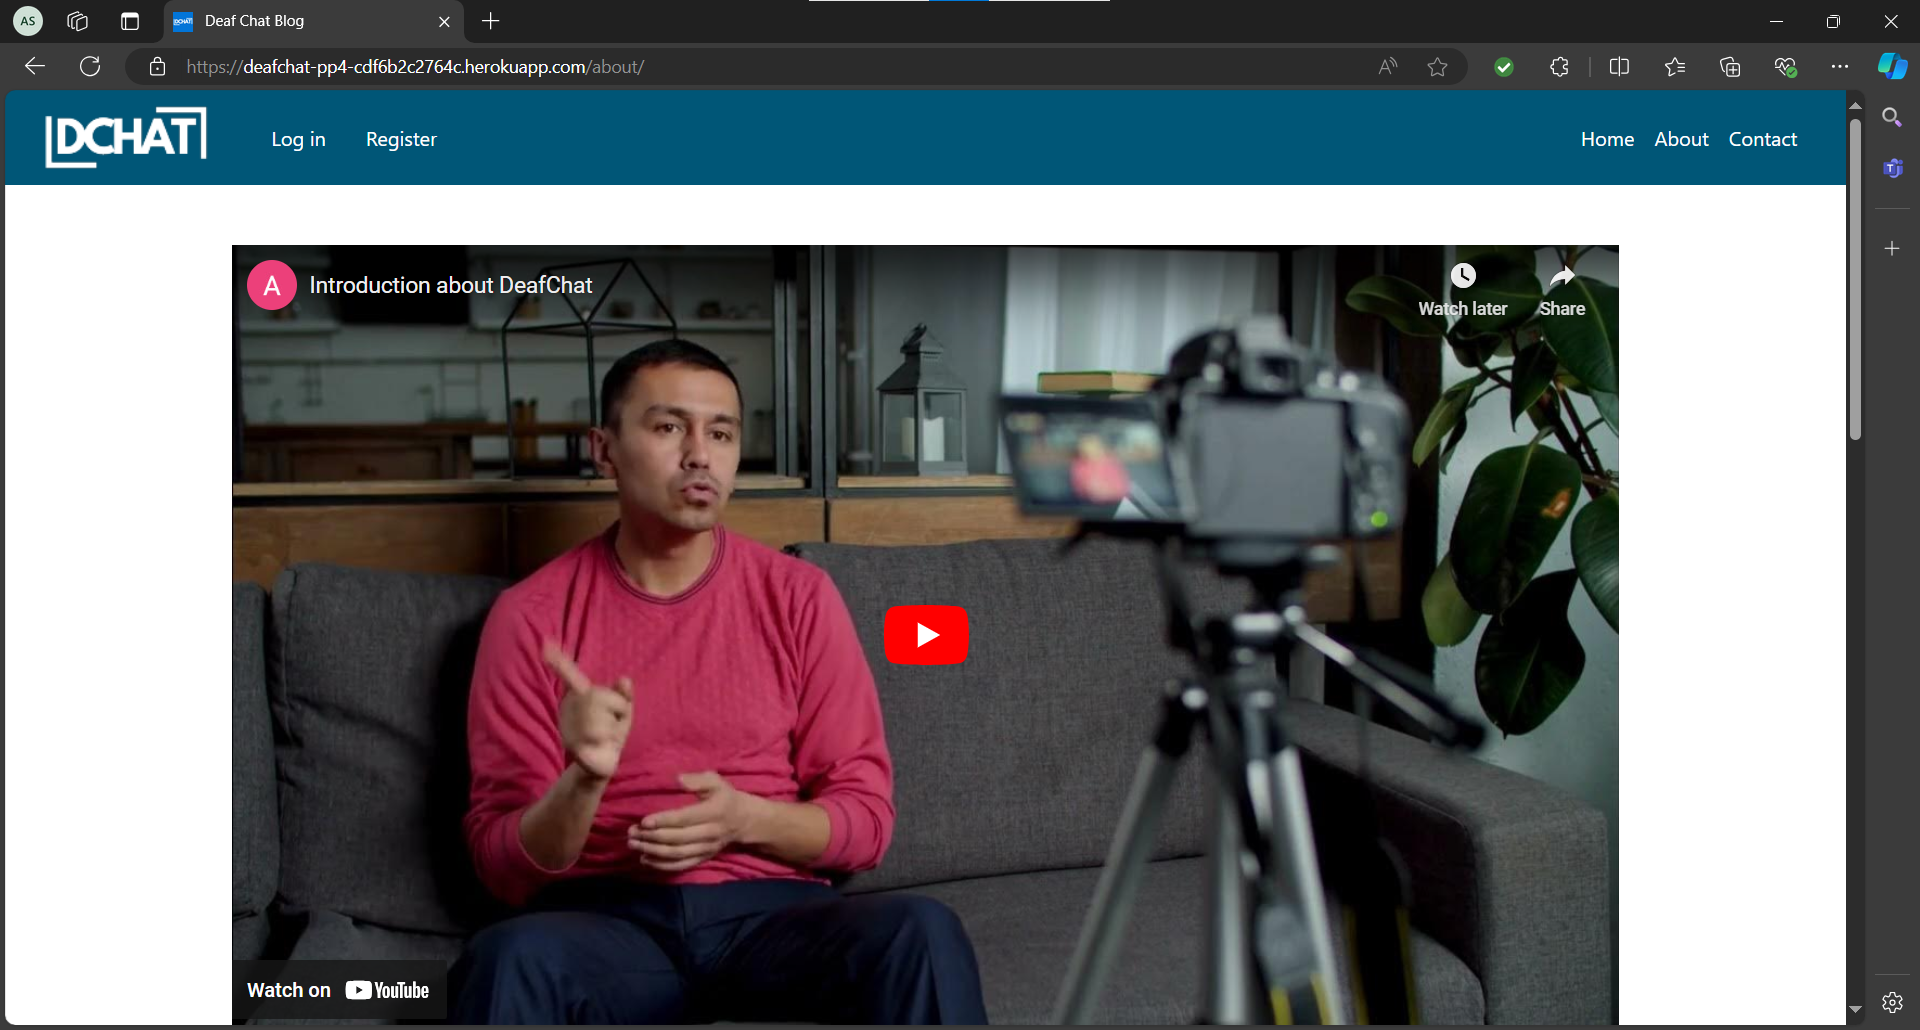 AS
DCHAT
Deaf Chat Blog
https://deafchat-pp4-cdf6b2c2764c.herokuapp.com/about/
A
DCHAT
Log in
Register
Home
About
Contact
A
Introduction about DeafChat
Watch later
Share
Watch on YouTube
T